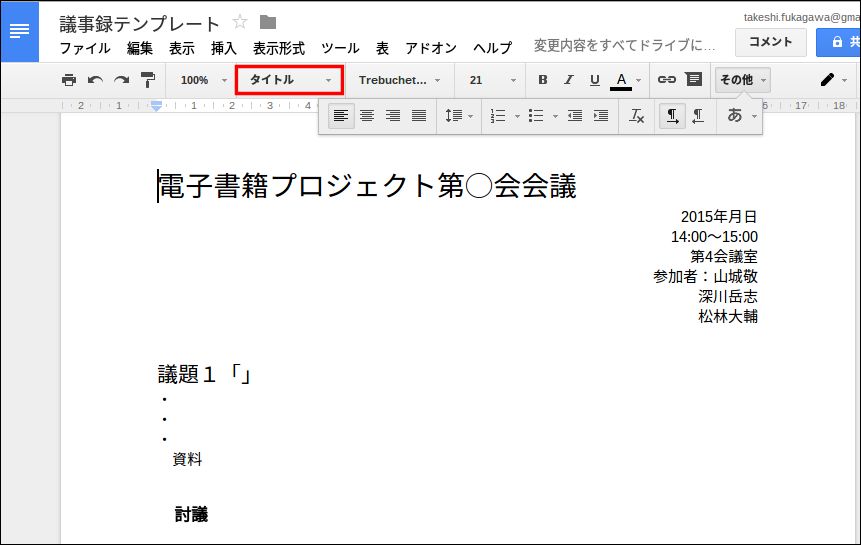 議事録テンプレート
takeshi.fukagawa@gma
ファイル 編集 表示 挿入 表示形式 ツール 表 アドオン ヘルプ 変更内容をすべてドライブに…
コメント
共
100% タイトル Trebuchet... 21 B I U A その他
2 1 1 2 3 4 6 17 18
あ
電子書籍プロジェクト第◯会会議
2015年月日
14:00～15:00
第4会議室
参加者：山城敬
深川岳志
松林大輔
議題１「」
・
・
・
資料
討議